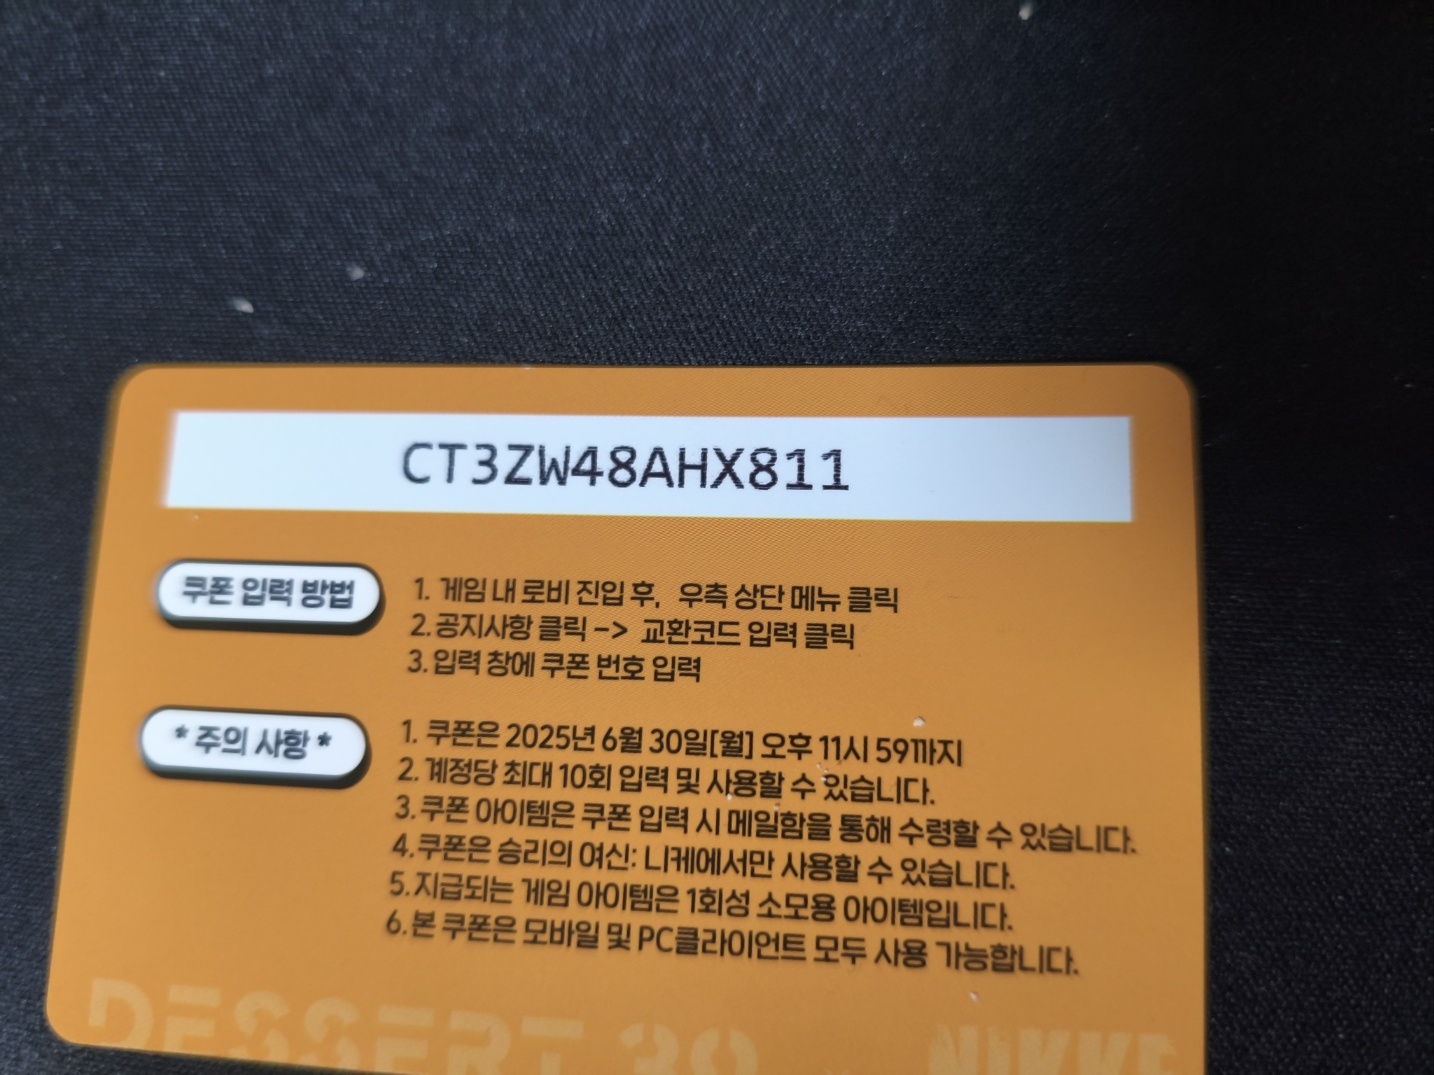 CT3ZW48AHX811
쿠폰 입력 방법
1. 게임 내 로비 진입 후, 우측 상단 메뉴 클릭
2. 공지사항 클릭 -> 교환코드 입력 클릭
3. 입력 창에 쿠폰 번호 입력
* 주의 사항 *
1. 쿠폰은 2025년 6월 30일[월] 오후 11시 59까지
2. 계정당 최대 10회 입력 및 사용할 수 있습니다.
3. 쿠폰 아이템은 쿠폰 입력 시 메일함을 통해 수령할 수 있습니다.
4. 쿠폰은 승리의 여신: 니케에서만 사용할 수 있습니다.
5. 지급되는 게임 아이템은 1회성 소모용 아이템입니다.
6. 본 쿠폰은 모바일 및 PC클라이언트 모두 사용 가능합니다.
DESSERT 39 NIKKE